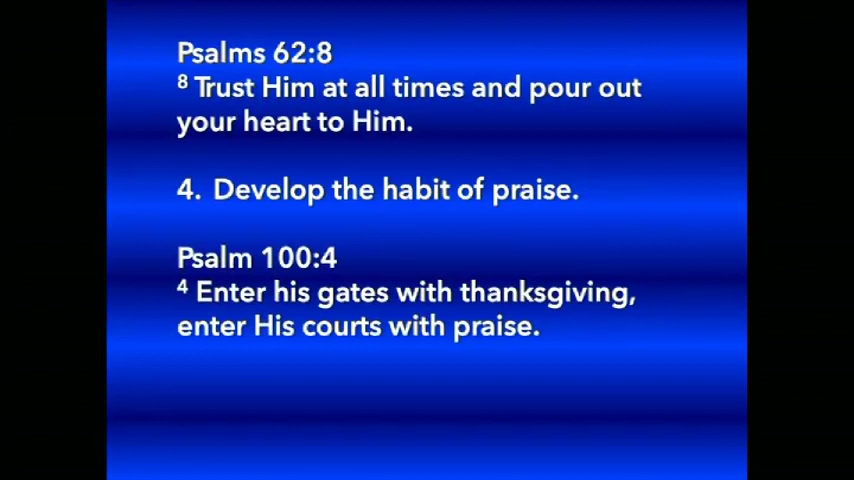 Psalms 62:8
⁸ Trust Him at all times and pour out
your heart to Him.
4. Develop the habit of praise.
Psalm 100:4
⁴ Enter his gates with thanksgiving,
enter His courts with praise.